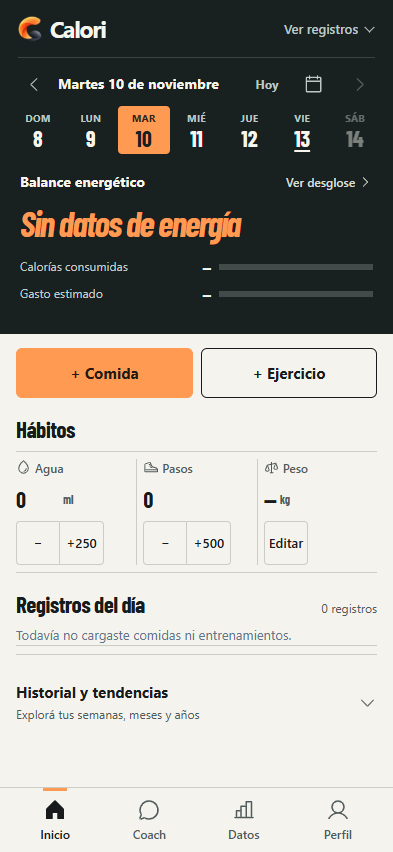 Calori
Ver registros
Martes 10 de noviembre
Hoy
DOM LUN MAR MIÉ JUE VIE SÁB
8 9 10 11 12 13 14
Balance energético
Ver desglose
Sin datos de energía
Calorías consumidas –
Gasto estimado –
+ Comida
+ Ejercicio
Hábitos
Agua Pasos Peso
0 ml 0 – kg
− +250 − +500 Editar
Registros del día
0 registros
Todavía no cargaste comidas ni entrenamientos.
Historial y tendencias
Explorá tus semanas, meses y años
Inicio Coach Datos Perfil